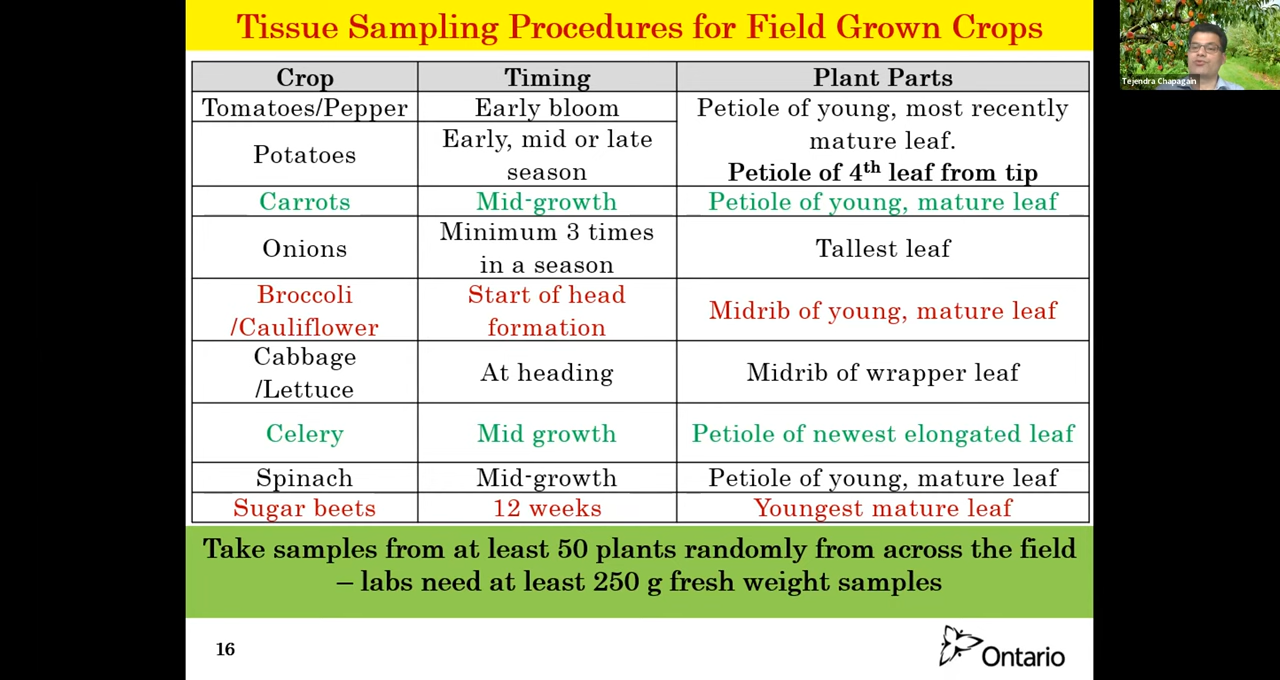 Tissue Sampling Procedures for Field Grown Crops
Tejendra Chapagain
Crop Timing Plant Parts
Tomatoes/Pepper Early bloom Petiole of young, most recently
mature leaf.
Petiole of 4th leaf from tip
Potatoes Early, mid or late
season
Carrots Mid-growth Petiole of young, mature leaf
Onions Minimum 3 times
in a season
Tallest leaf
Broccoli
/Cauliflower
Start of head
formation
Midrib of young, mature leaf
Cabbage
/Lettuce
At heading Midrib of wrapper leaf
Celery Mid growth Petiole of newest elongated leaf
Spinach Mid-growth Petiole of young, mature leaf
Sugar beets 12 weeks Youngest mature leaf
Take samples from at least 50 plants randomly from across the field
– labs need at least 250 g fresh weight samples
16
Ontario